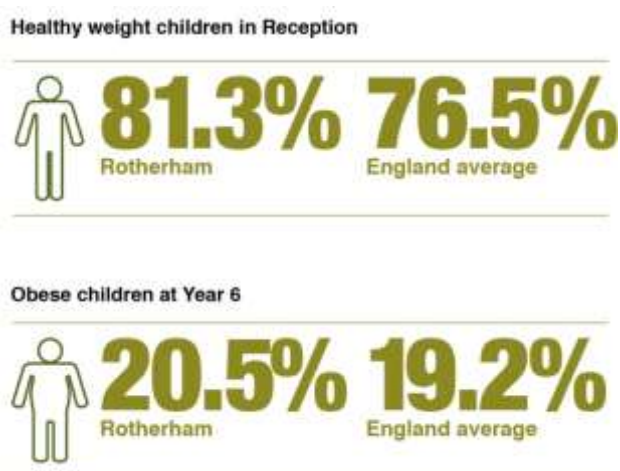 Healthy weight children in Reception
81.3% 76.5%
Rotherham England average
Obese children at Year 6
20.5% 19.2%
Rotherham England average